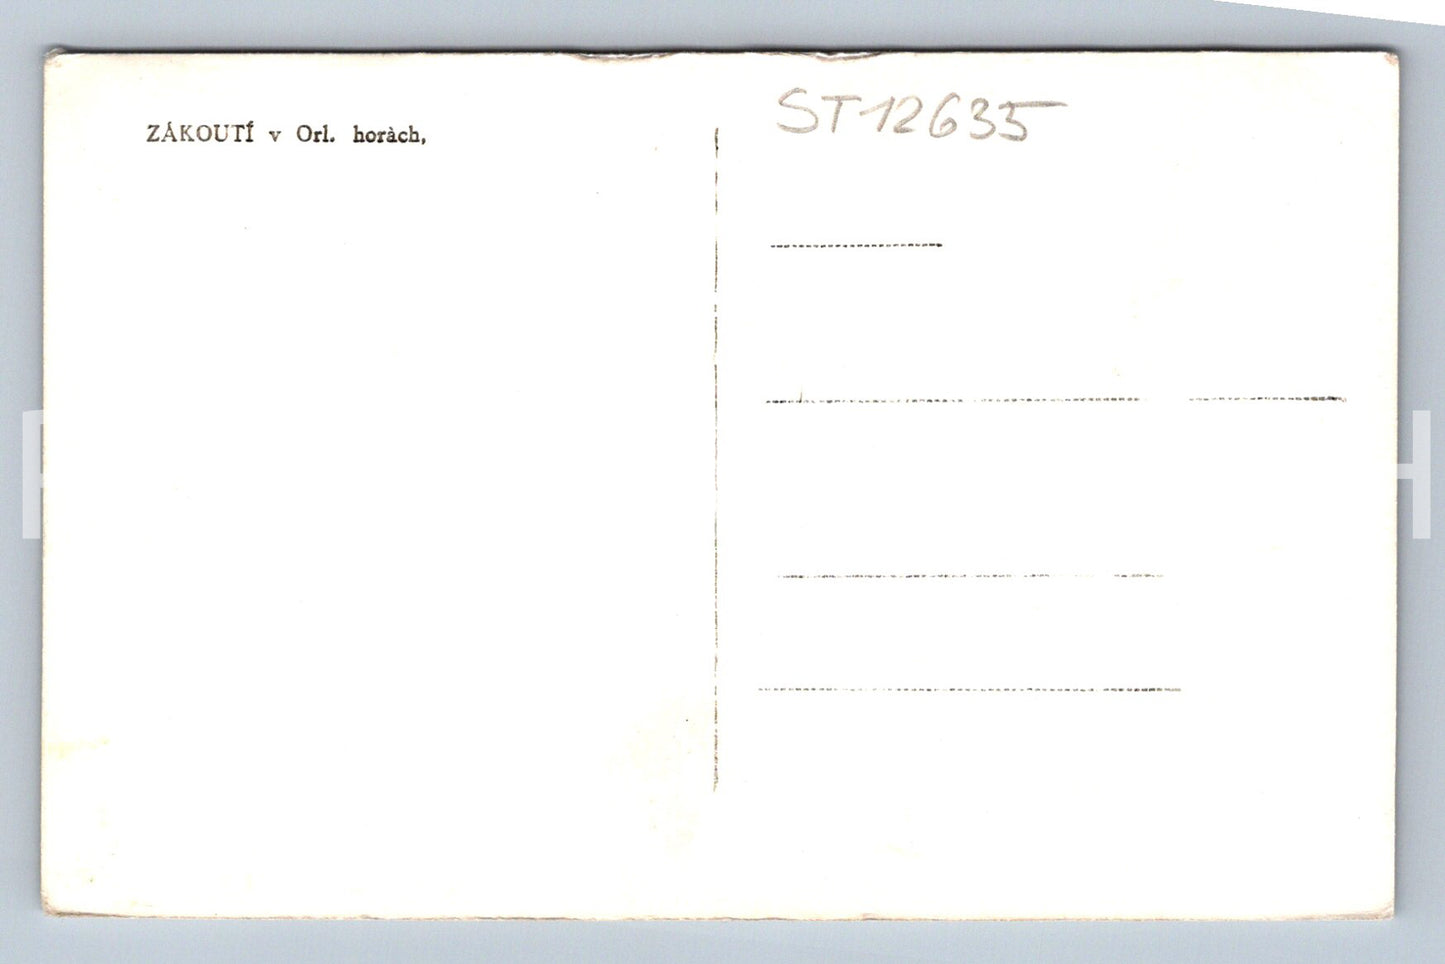 ZÁKOUTÍ v Orl. horàch,
ST12635